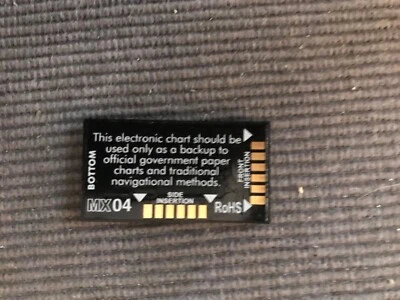 This electronic chart should be
used only as a backup to
official government paper
charts and traditional
navigational methods.
BOTTOM
FRONT
INSERTION
MX04
SIDE
INSERTION
RoHS